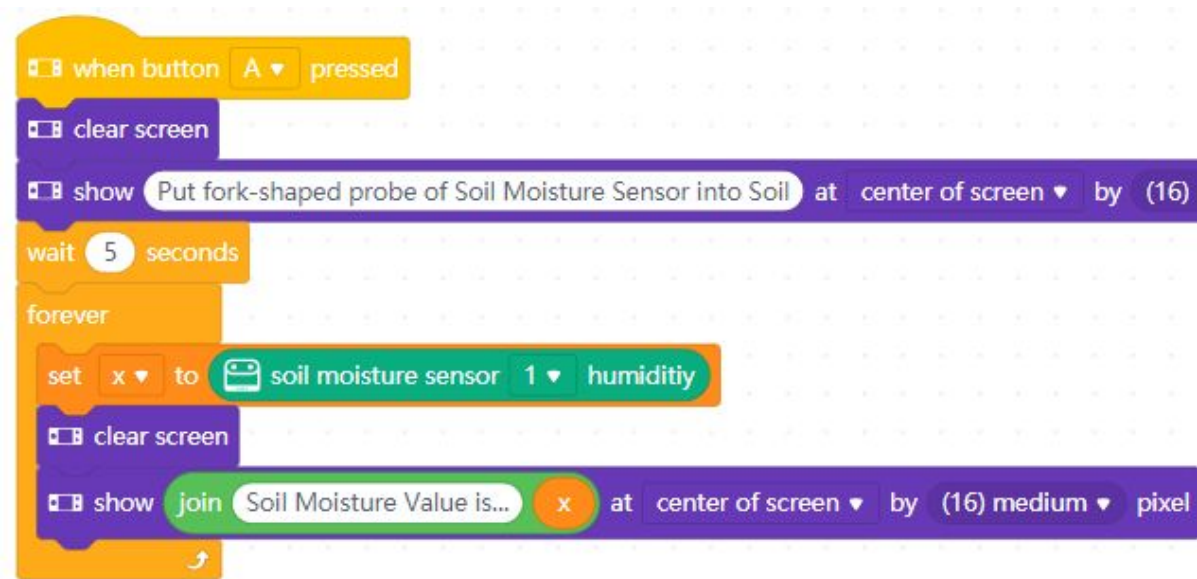 when button A pressed
clear screen
show Put fork-shaped probe of Soil Moisture Sensor into Soil at center of screen by (16)
wait 5 seconds
forever
set x to soil moisture sensor 1 humiditiy
clear screen
show join Soil Moisture Value is... x at center of screen by (16) medium pixel